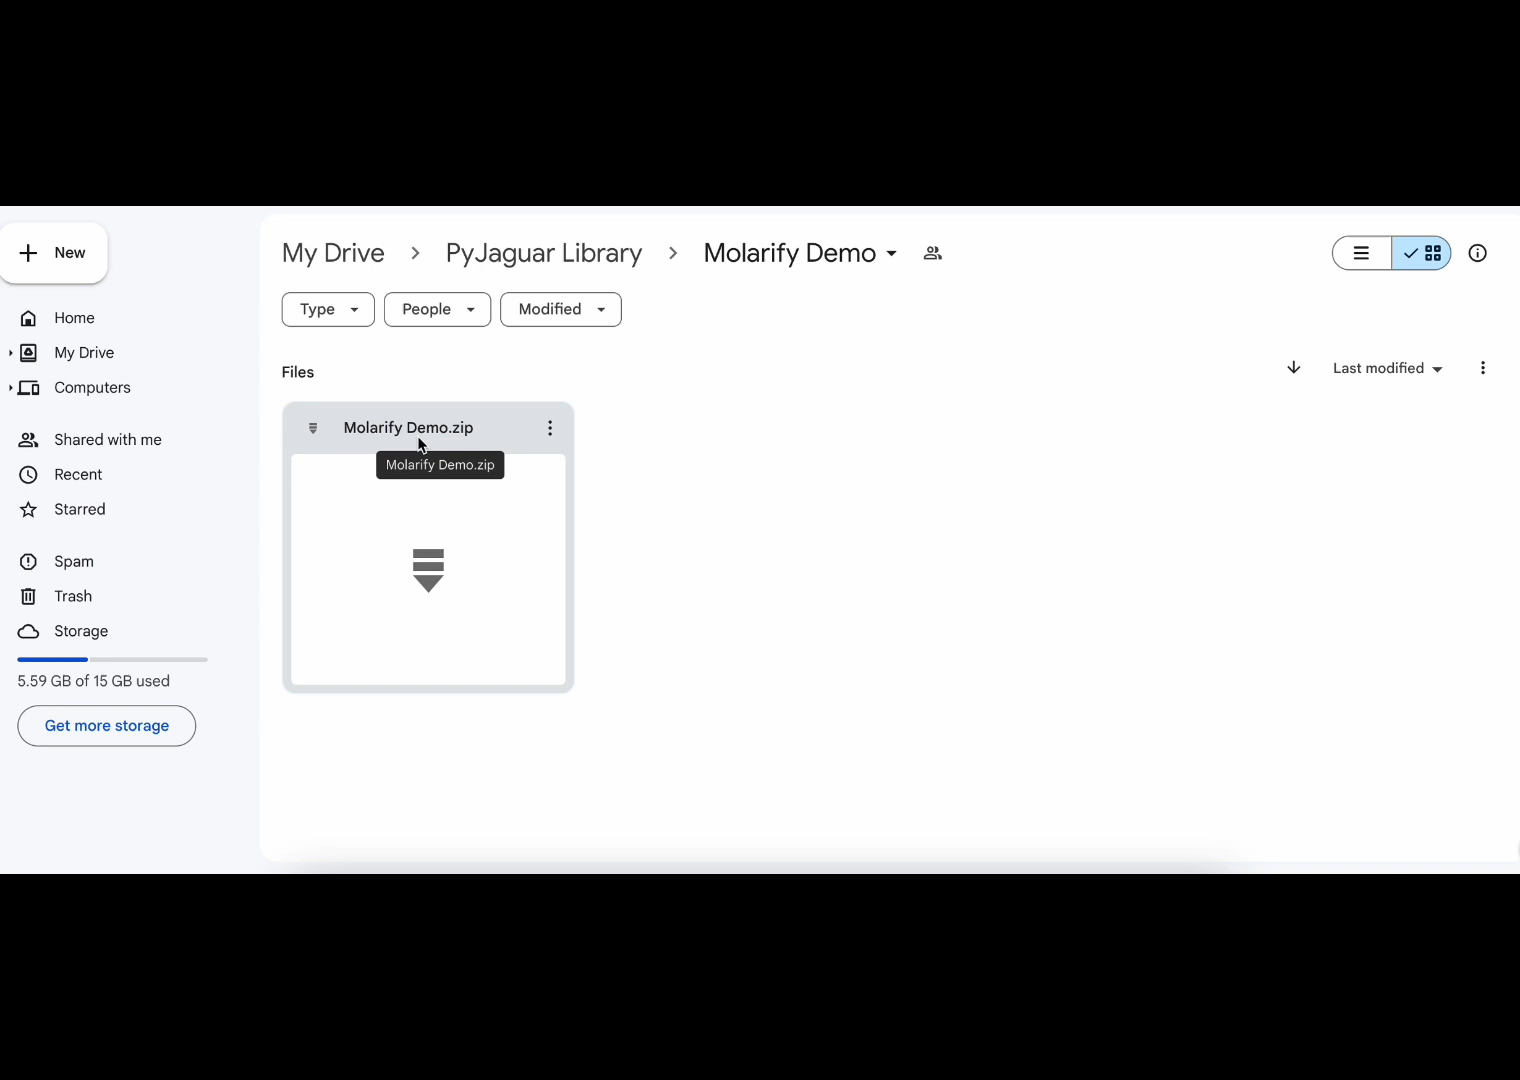 New
My Drive > PyJaguar Library > Molarify Demo
Type
People
Modified
Home
My Drive
Computers
Shared with me
Recent
Starred
Spam
Trash
Storage
5.59 GB of 15 GB used
Get more storage
Files
Last modified
Molarify Demo.zip
Molarify Demo.zip